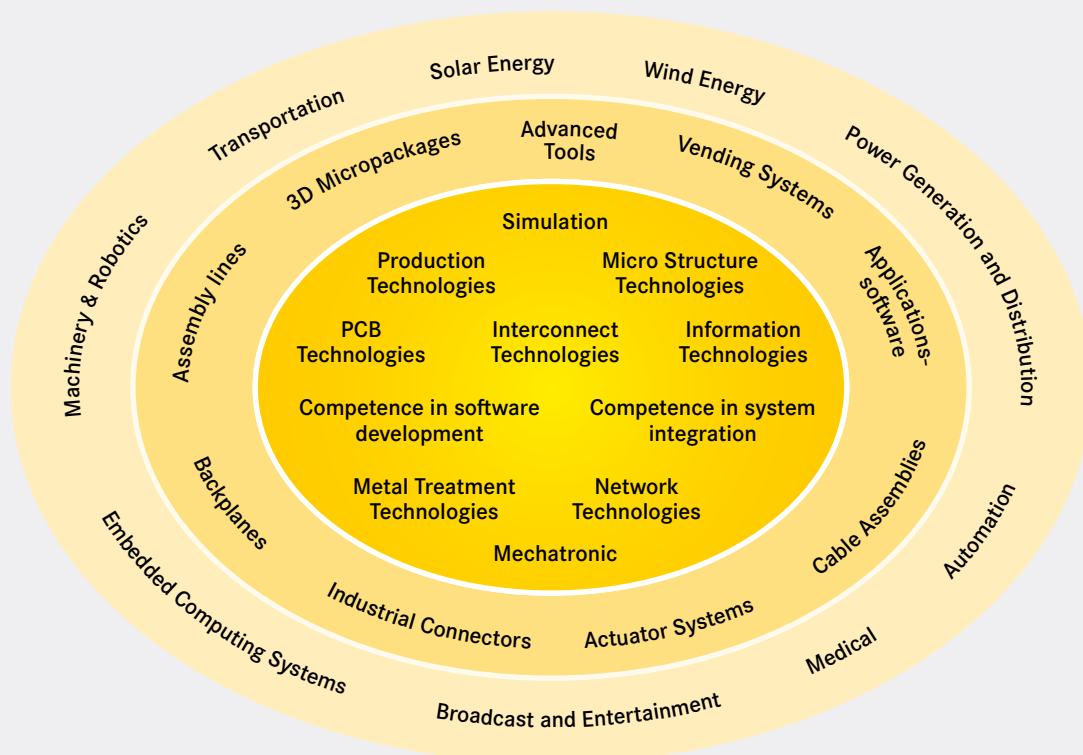 Solar Energy
Wind Energy
Transportation
Power Generation and Distribution
Machinery & Robotics
Automation
Embedded Computing Systems
Medical
Broadcast and Entertainment
3D Micropackages
Advanced
Tools
Vending Systems
Assembly lines
Applications-
software
Backplanes
Cable Assemblies
Industrial Connectors
Actuator Systems
Simulation
Production
Technologies
Micro Structure
Technologies
PCB
Technologies
Interconnect
Technologies
Information
Technologies
Competence in software
development
Competence in system
integration
Metal Treatment
Technologies
Network
Technologies
Mechatronic